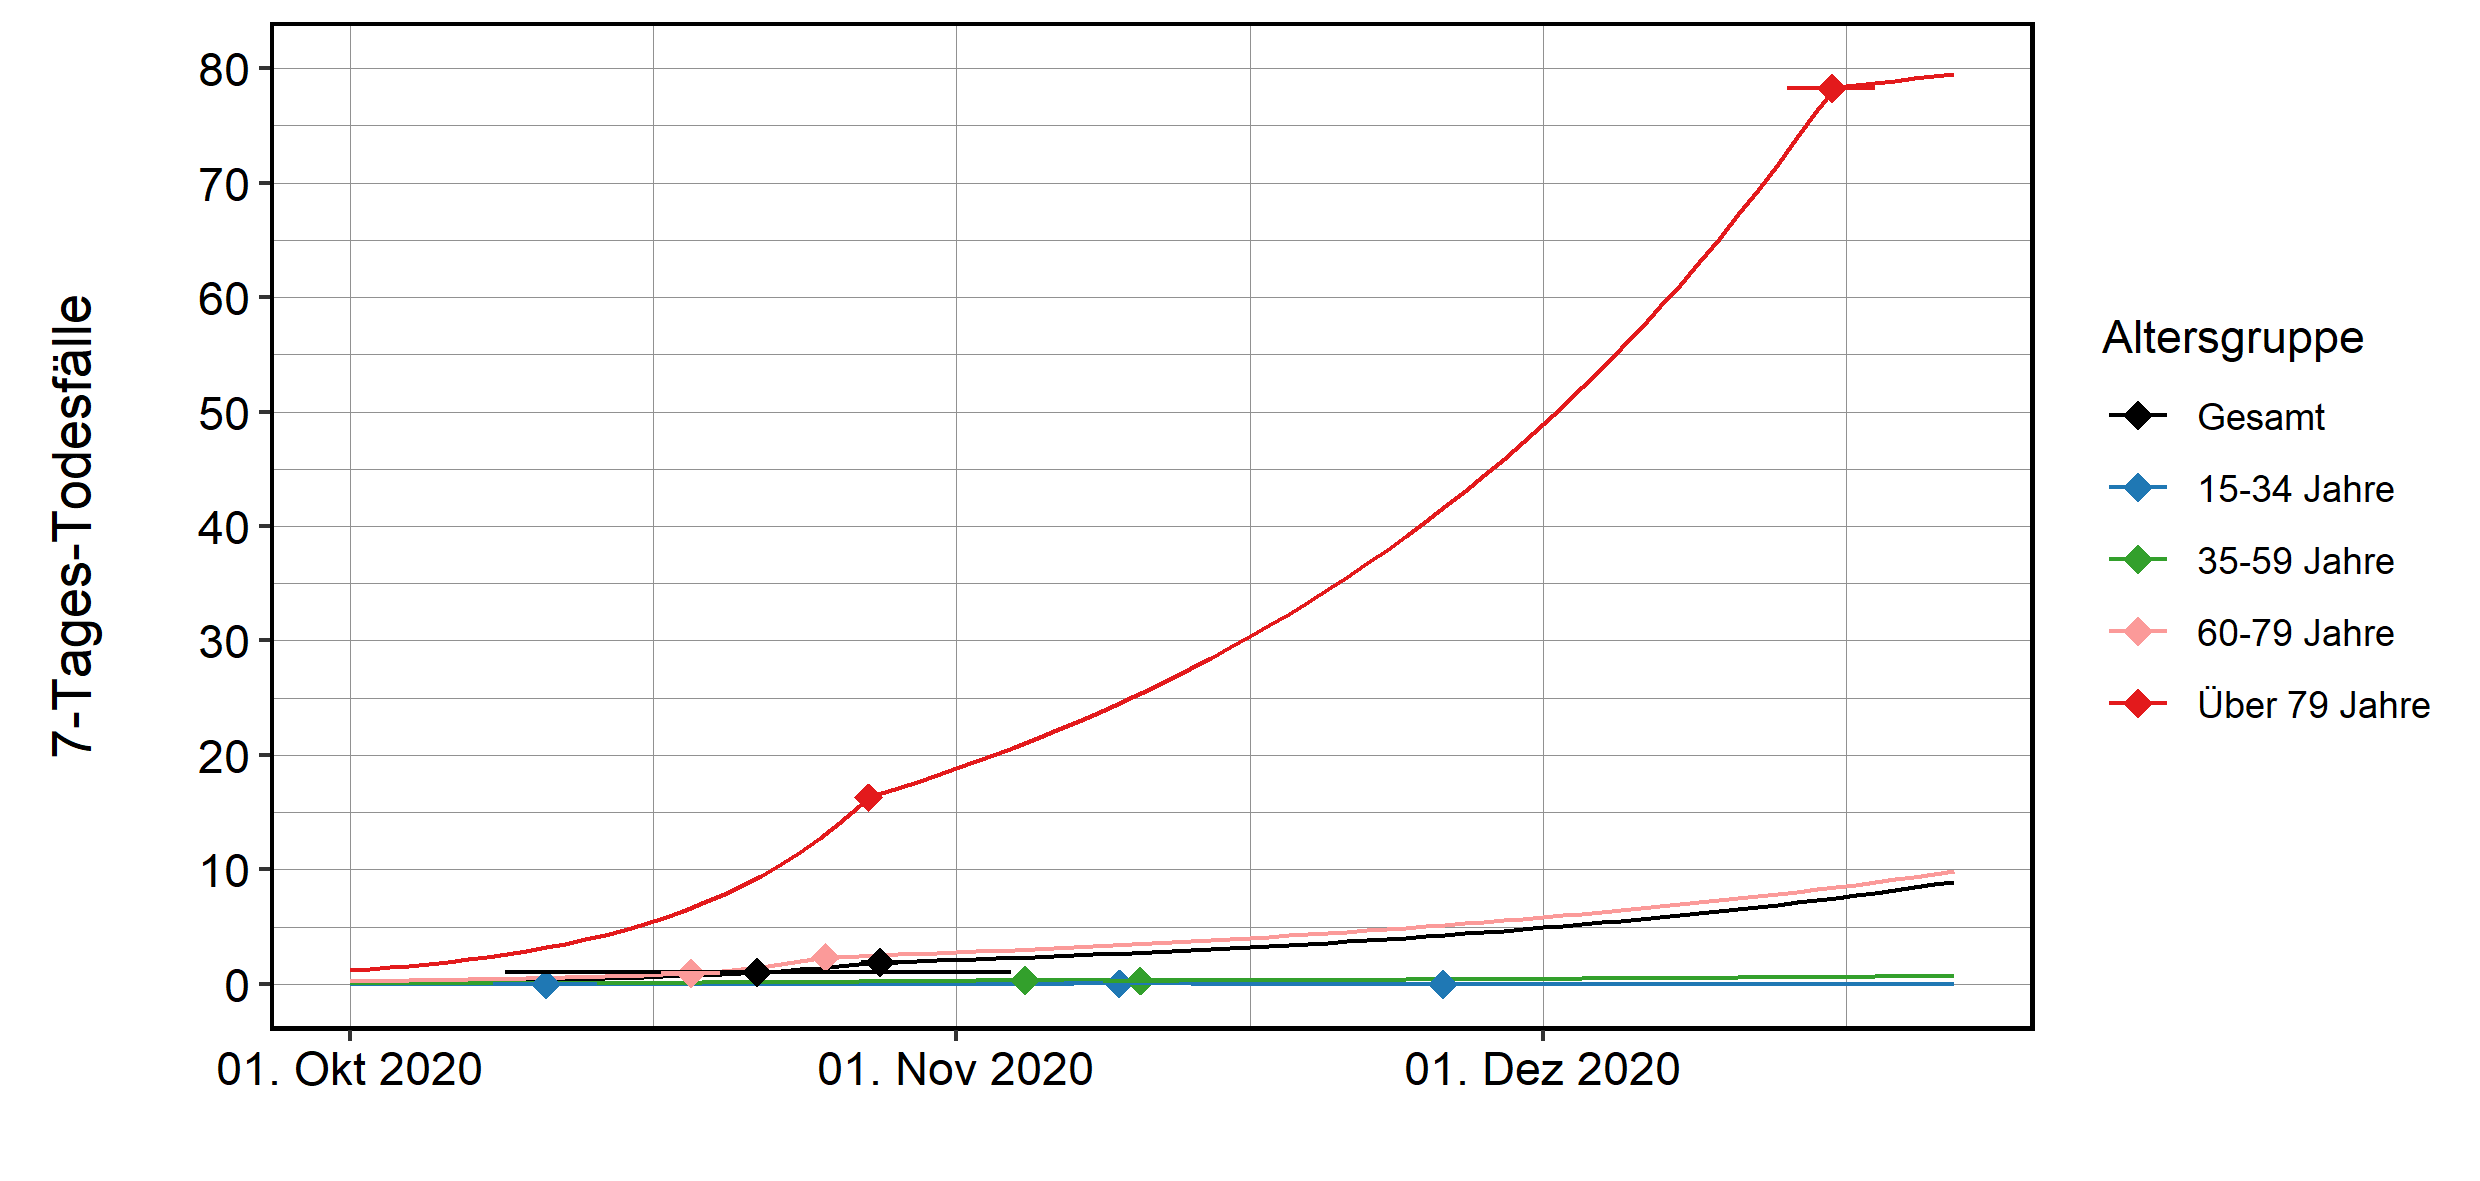 80
70
60
50
40
30
20
10
0
7-Tages-Todesfälle
01. Okt 2020
01. Nov 2020
01. Dez 2020
Altersgruppe
Gesamt
15-34 Jahre
35-59 Jahre
60-79 Jahre
Über 79 Jahre